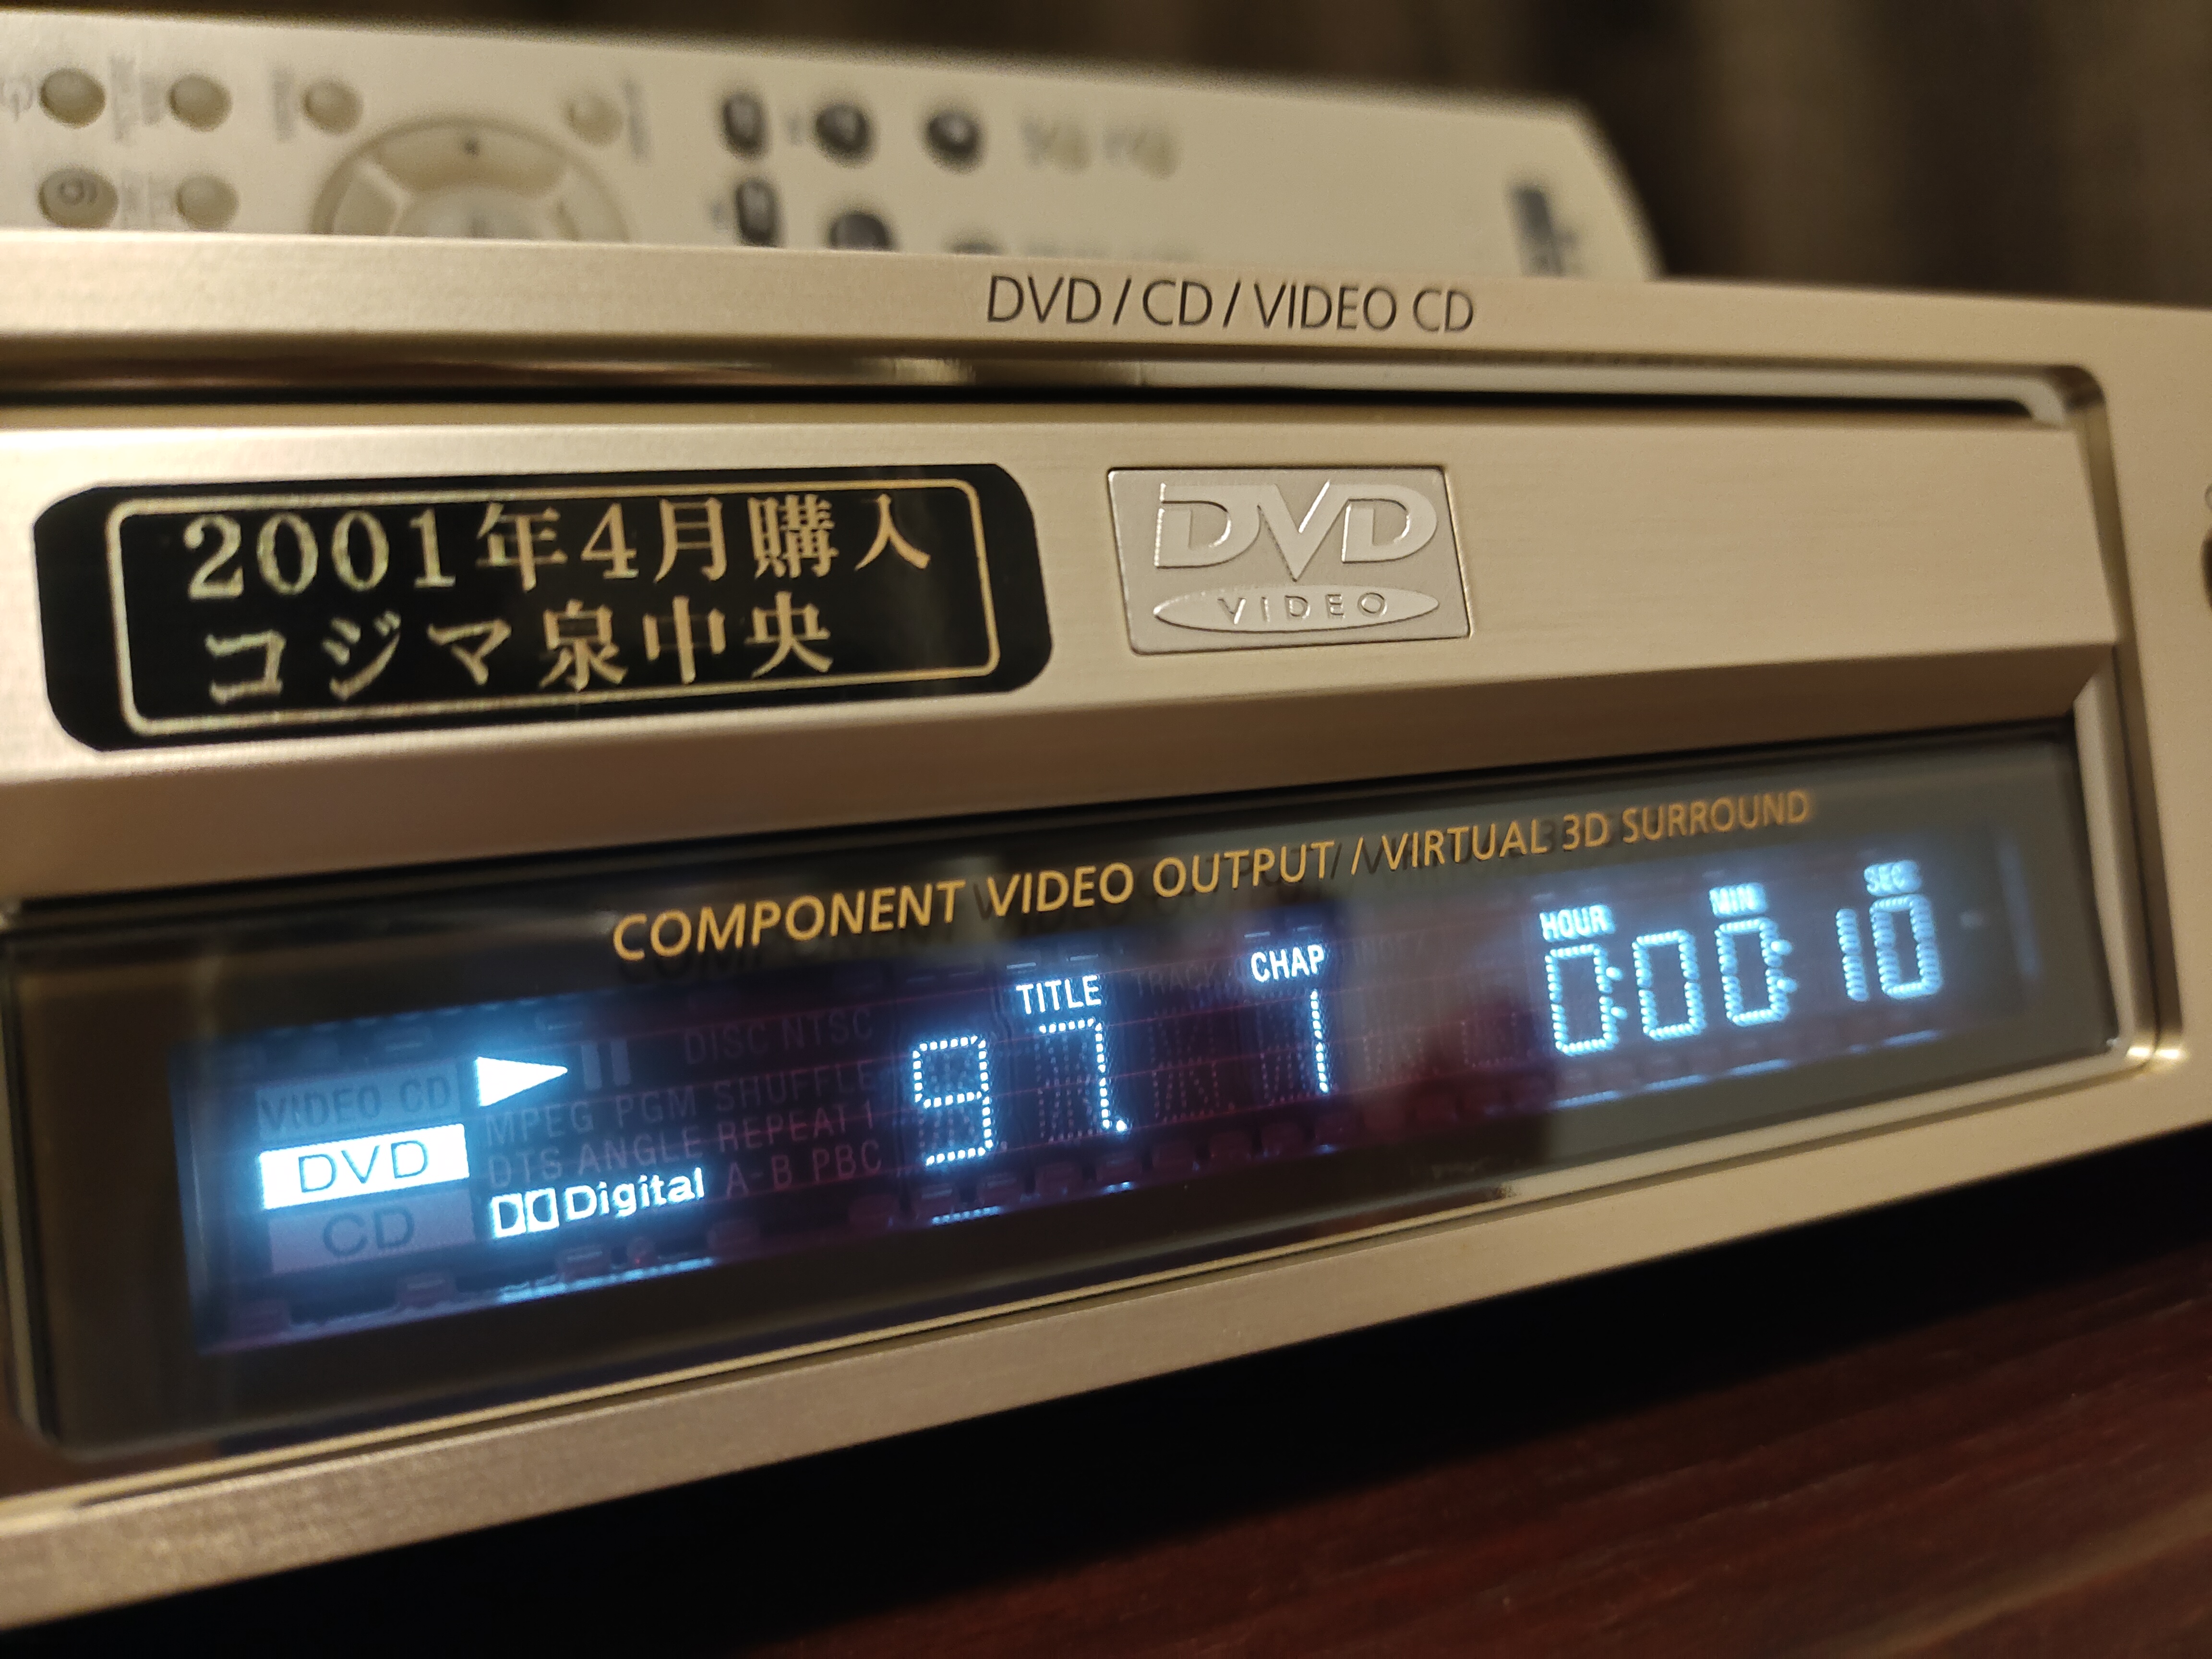 DVD / CD / VIDEO CD
2001年4月購入
コジマ泉中央
DVD
VIDEO
COMPONENT VIDEO OUTPUT / VIRTUAL 3D SURROUND
TITLE CHAP HOUR MIN SEC
97. 1 0:00:10
DISC NTSC TRACK
VIDEO CD
MPEG PGM SHUFFLE
DVD
DTS ANGLE REPEAT 1
Digital A-B PBC
CD